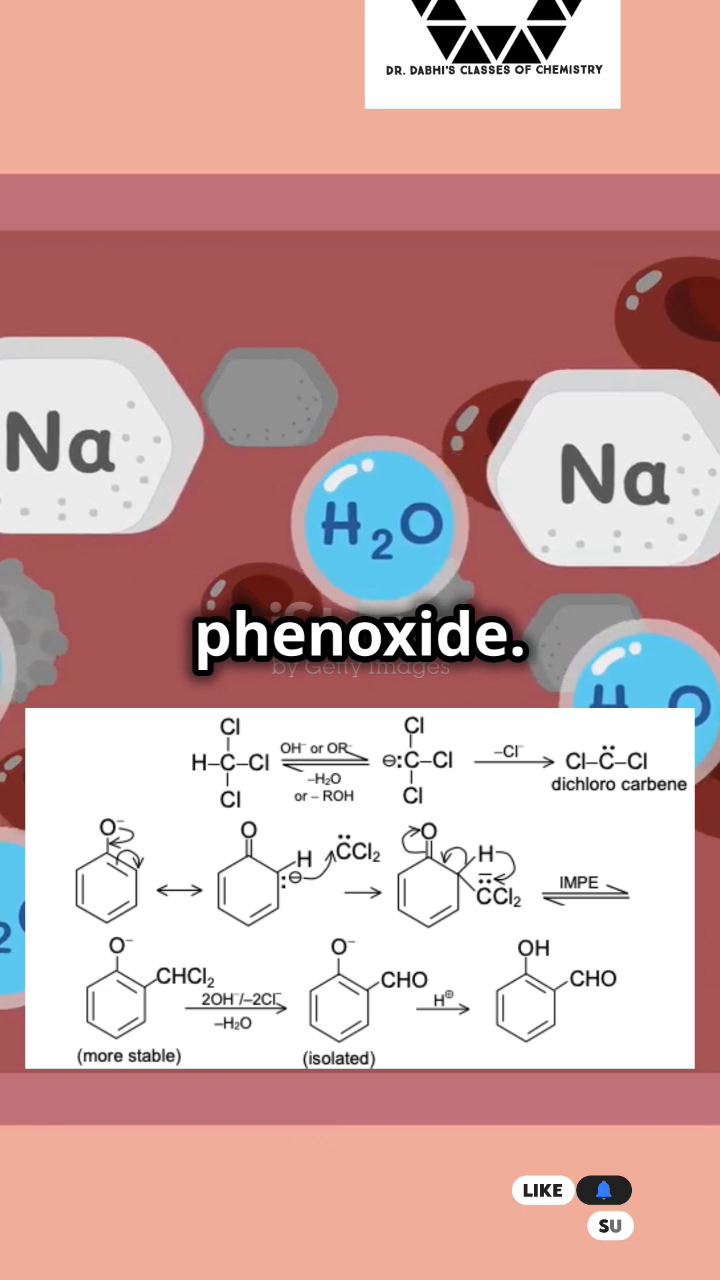 DR. DABHI'S CLASSES OF CHEMISTRY
Na
H2O
Na
phenoxide.
by Getty Images
H O
2
Cl
H–C–Cl
Cl
OH⁻ or OR⁻
–H₂O
or – ROH
Cl
⊖:C–Cl
Cl
–Cl⁻
Cl–C̈–Cl
dichloro carbene
O⁻
O
H
:⊖
C̈Cl₂
O
H
C̈Cl₂
IMPE
O⁻
CHCl₂
2OH⁻/–2Cl⁻
–H₂O
O⁻
CHO
H⊕
OH
CHO
(more stable)
(isolated)
LIKE
SU